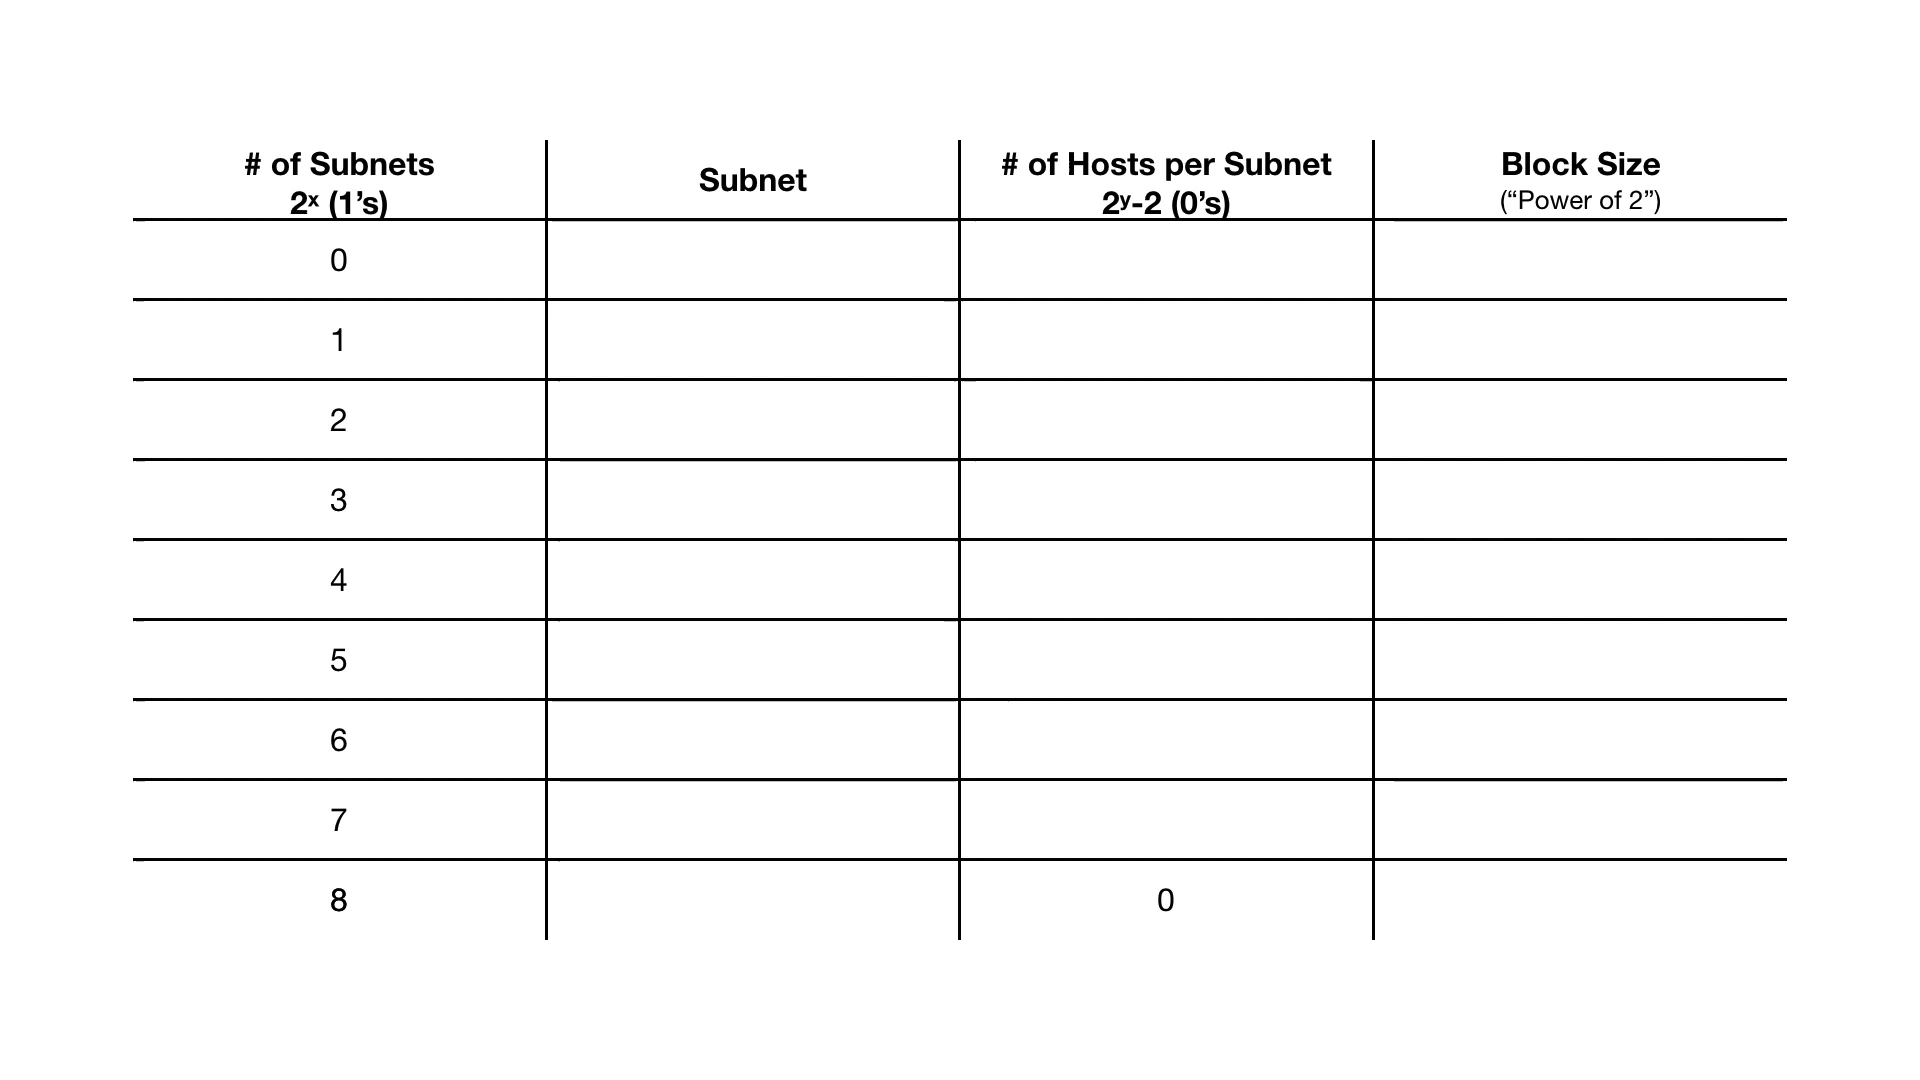 # of Subnets
2ˣ (1’s)
Subnet
# of Hosts per Subnet
2ʸ-2 (0’s)
Block Size
(“Power of 2”)
0
1
2
3
4
5
6
7
8
0